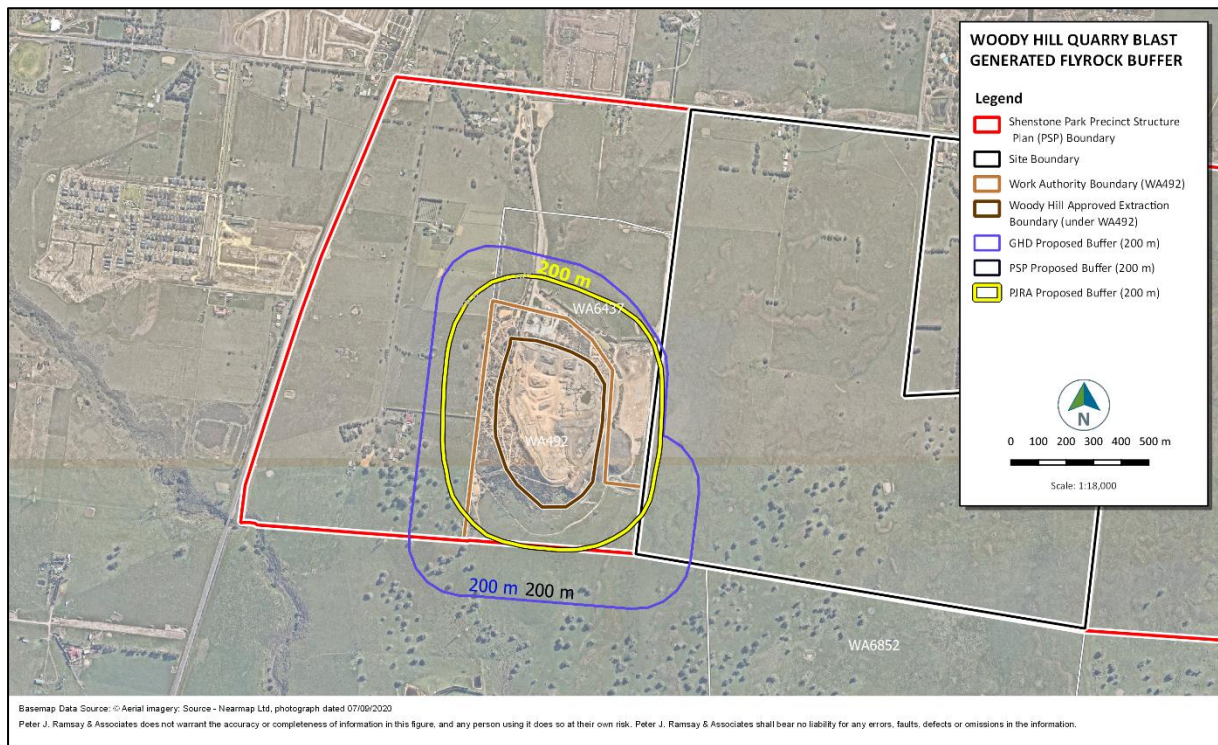 WOODY HILL QUARRY BLAST
GENERATED FLYROCK BUFFER
Legend
Shenstone Park Precinct Structure
Plan (PSP) Boundary
Site Boundary
Work Authority Boundary (WA492)
Woody Hill Approved Extraction
Boundary (under WA492)
GHD Proposed Buffer (200 m)
PSP Proposed Buffer (200 m)
PJRA Proposed Buffer (200 m)
N
0 100 200 300 400 500 m
Scale: 1:18,000
200 m
WA6437
WA492
200 m 200 m
WA6852
Basemap Data Source: © Aerial imagery: Source - Nearmap Ltd, photograph dated 07/09/2020
Peter J. Ramsay & Associates does not warrant the accuracy or completeness of information in this figure, and any person using it does so at their own risk. Peter J. Ramsay & Associates shall bear no liability for any errors, faults, defects or omissions in the information.